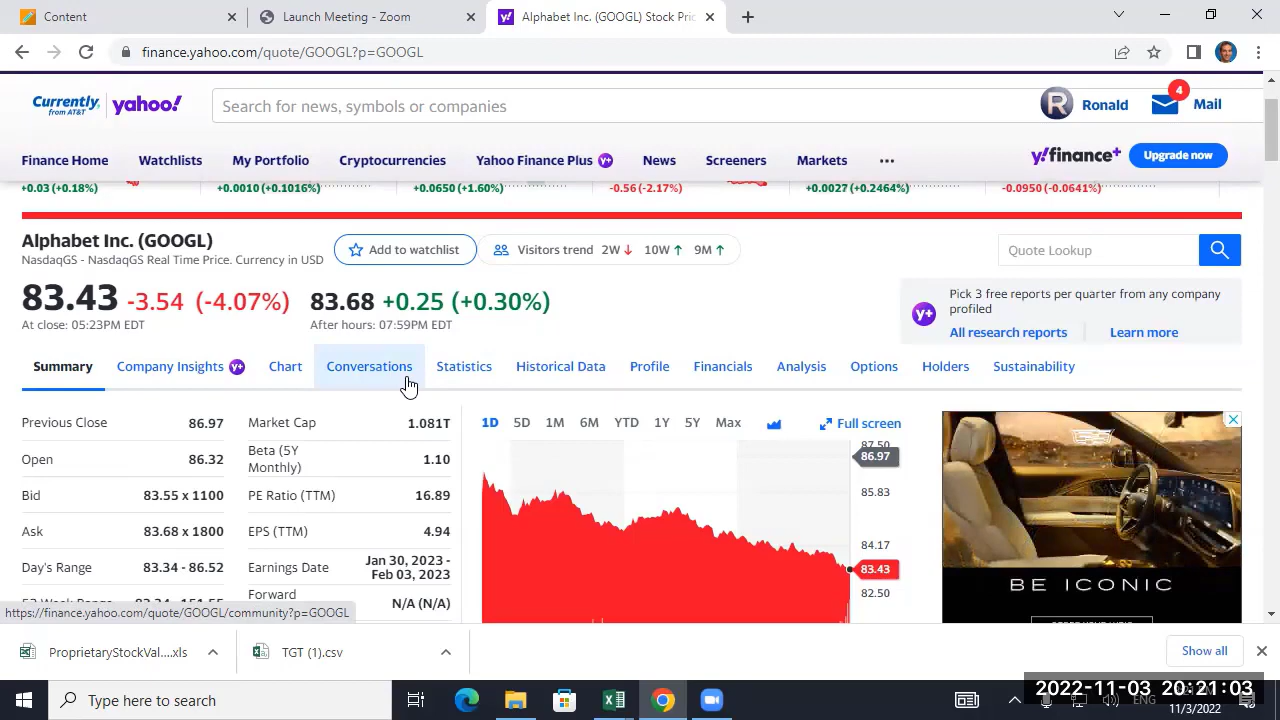 Content
Launch Meeting - Zoom
Alphabet Inc. (GOOGL) Stock Pric
finance.yahoo.com/quote/GOOGL?p=GOOGL
Currently, yahoo!
from AT&T
Search for news, symbols or companies
Ronald
4
Mail
Finance Home Watchlists My Portfolio Cryptocurrencies Yahoo Finance Plus News Screeners Markets ...
y!finance+ Upgrade now
+0.03 (+0.18%) +0.0010 (+0.1016%) +0.0650 (+1.60%) -0.56 (-2.17%) +0.0027 (+0.2464%) -0.0950 (-0.0641%)
Alphabet Inc. (GOOGL)
NasdaqGS - NasdaqGS Real Time Price. Currency in USD
Add to watchlist
Visitors trend 2W 10W 9M
Quote Lookup
83.43 -3.54 (-4.07%)
At close: 05:23PM EDT
83.68 +0.25 (+0.30%)
After hours: 07:59PM EDT
Pick 3 free reports per quarter from any company
profiled
All research reports
Learn more
Summary Company Insights Chart Conversations Statistics Historical Data Profile Financials Analysis Options Holders Sustainability
Previous Close 86.97
Open 86.32
Bid 83.55 x 1100
Ask 83.68 x 1800
Day's Range 83.34 - 86.52
Market Cap 1.081T
Beta (5Y
Monthly) 1.10
PE Ratio (TTM) 16.89
EPS (TTM) 4.94
Earnings Date Jan 30, 2023 -
Feb 03, 2023
Forward N/A (N/A)
1D 5D 1M 6M YTD 1Y 5Y Max
Full screen
87.50
86.97
85.83
84.17
83.43
82.50
BE ICONIC
https://finance.yahoo.com/quote/GOOGL/community?p=GOOGL
ProprietaryStockVal....xls
TGT (1).csv
Show all
Type here to search
ENG
2022-11-03 20:21:03
11/3/2022